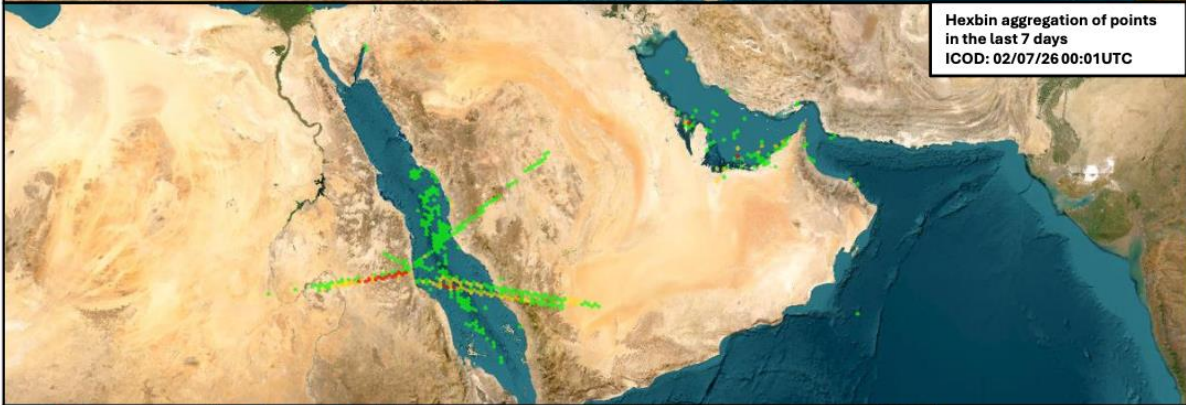 Hexbin aggregation of points
in the last 7 days
ICOD: 02/07/26 00:01UTC